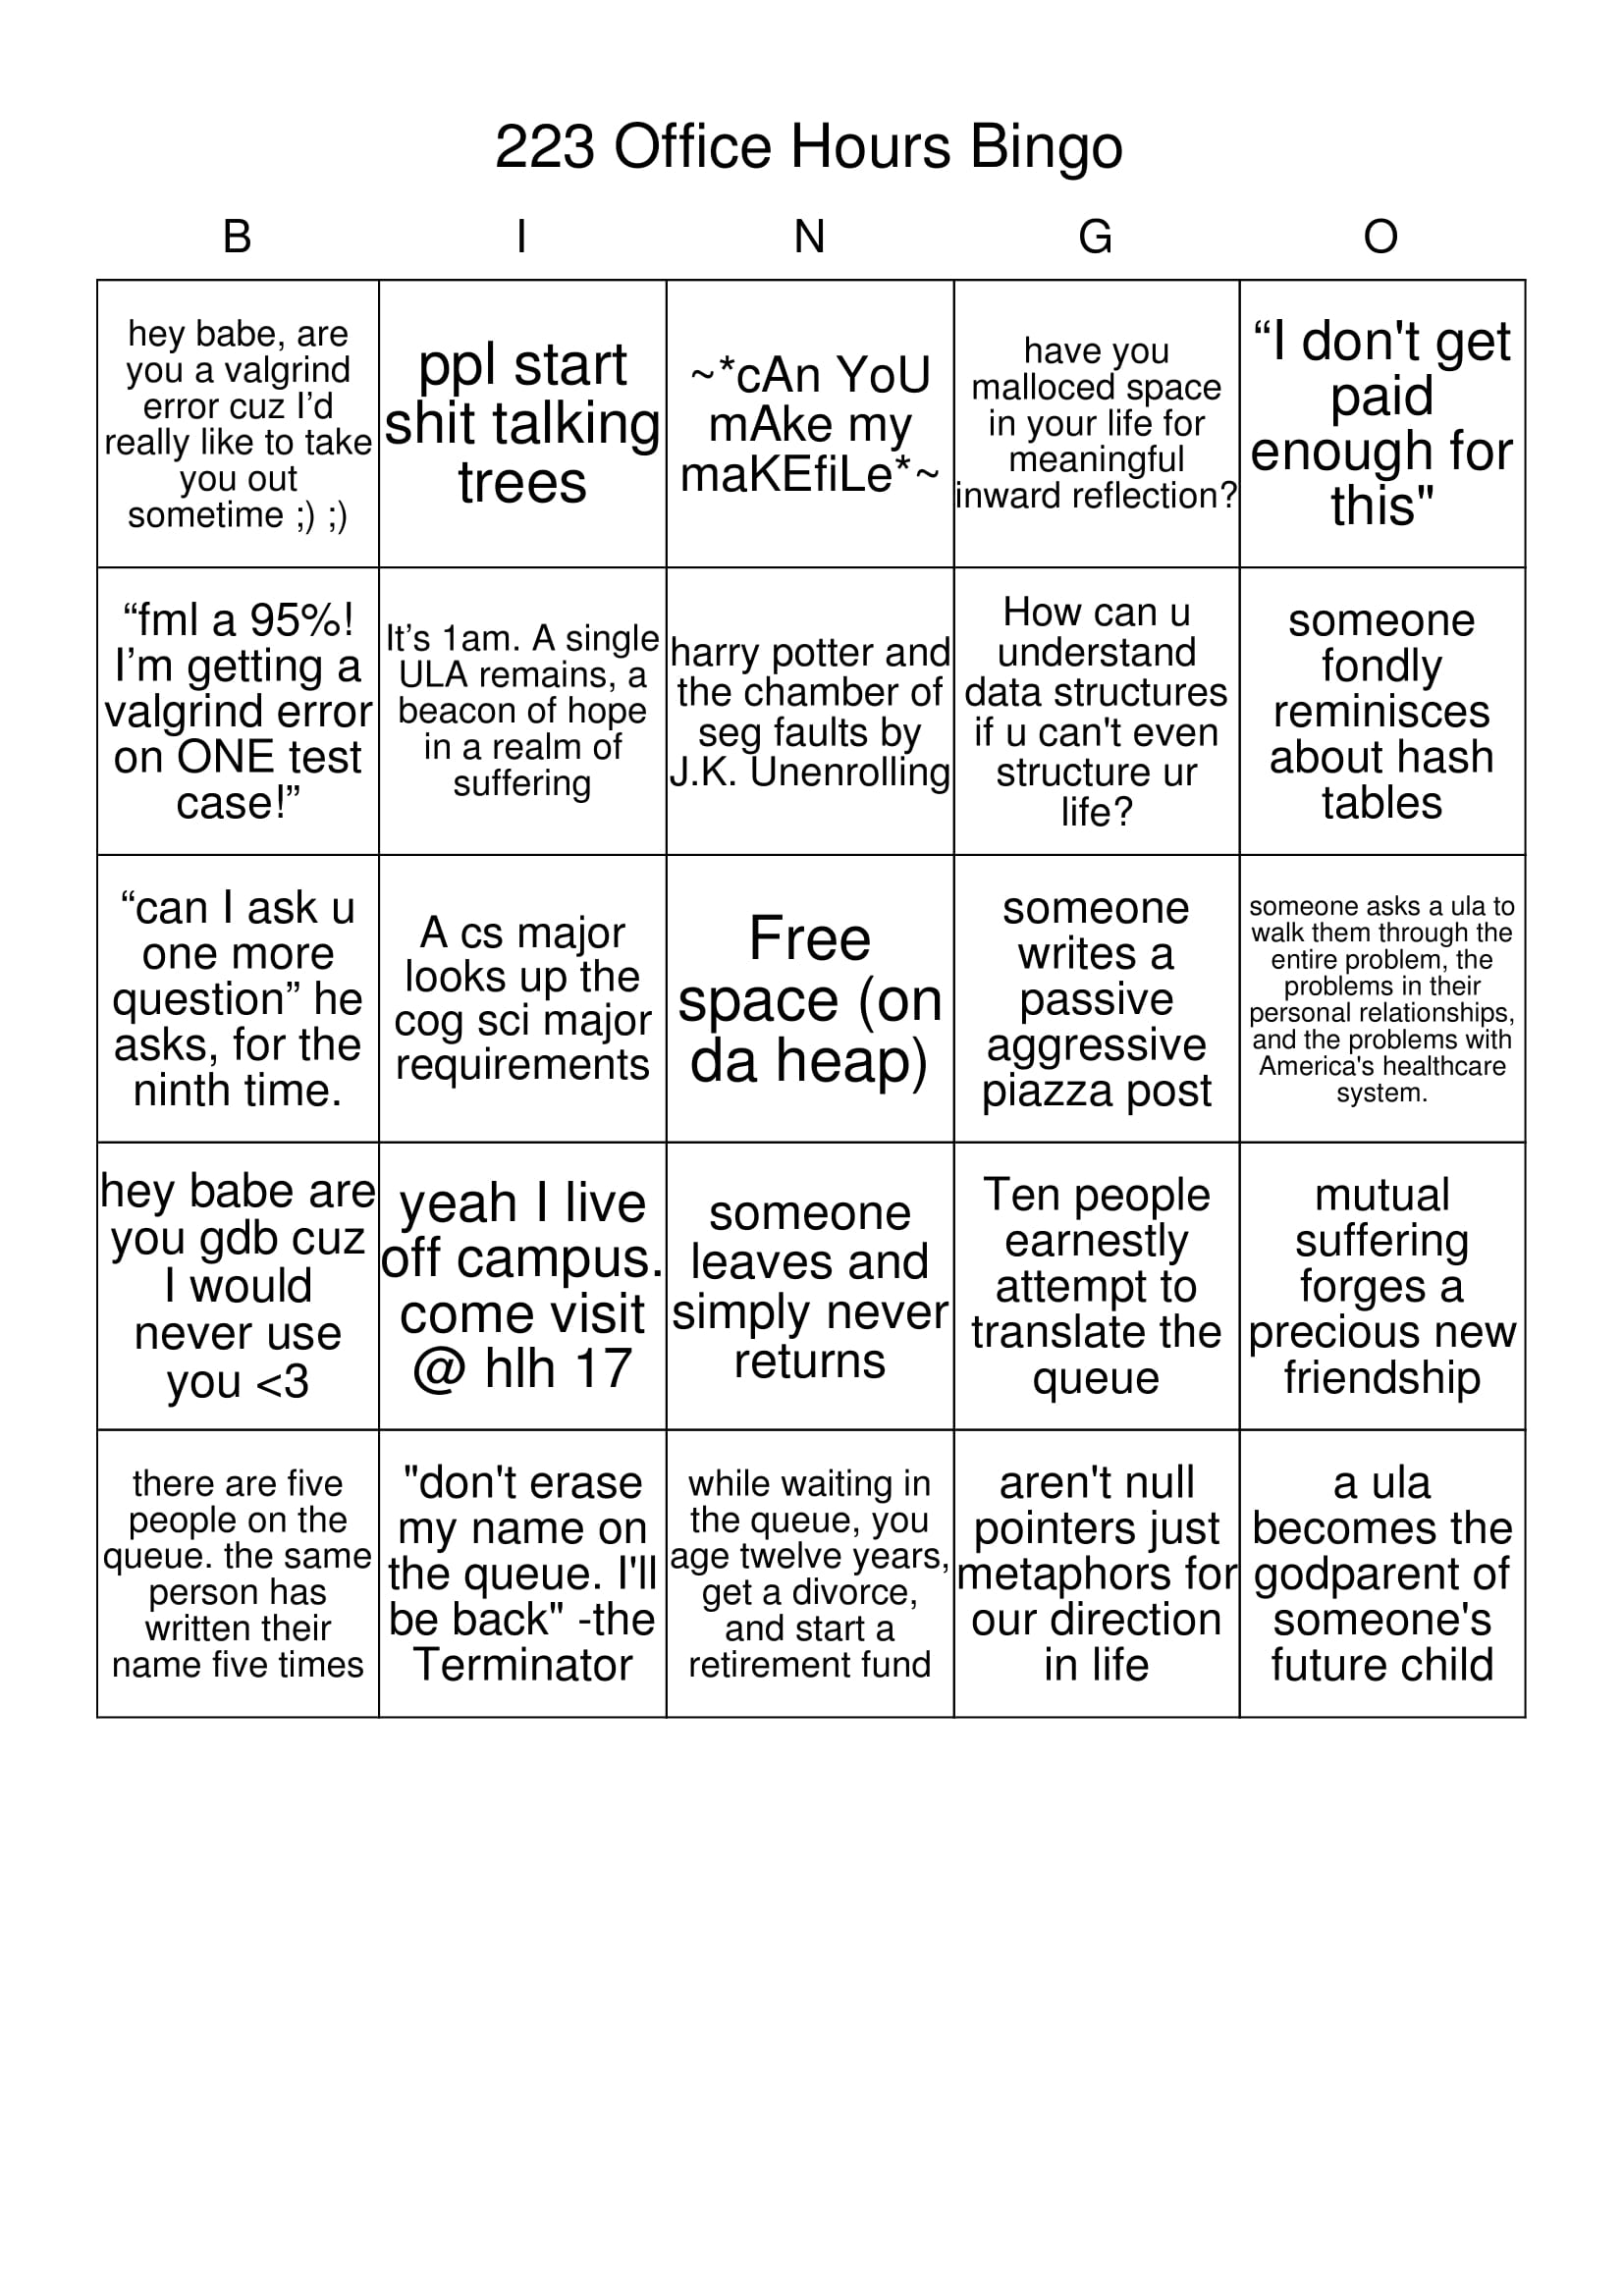 223 Office Hours Bingo
B I N G O
hey babe, are
you a valgrind
error cuz I’d
really like to take
you out
sometime ;) ;)
ppl start
shit talking
trees
~*cAn YoU
mAke my
maKEfiLe*~
have you
malloced space
in your life for
meaningful
inward reflection?
“I don't get
paid
enough for
this"
“fml a 95%!
I’m getting a
valgrind error
on ONE test
case!”
It’s 1am. A single
ULA remains, a
beacon of hope
in a realm of
suffering
harry potter and
the chamber of
seg faults by
J.K. Unenrolling
How can u
understand
data structures
if u can't even
structure ur
life?
someone
fondly
reminisces
about hash
tables
“can I ask u
one more
question” he
asks, for the
ninth time.
A cs major
looks up the
cog sci major
requirements
Free
space (on
da heap)
someone
writes a
passive
aggressive
piazza post
someone asks a ula to
walk them through the
entire problem, the
problems in their
personal relationships,
and the problems with
America's healthcare
system.
hey babe are
you gdb cuz
I would
never use
you <3
yeah I live
off campus.
come visit
@ hlh 17
someone
leaves and
simply never
returns
Ten people
earnestly
attempt to
translate the
queue
mutual
suffering
forges a
precious new
friendship
there are five
people on the
queue. the same
person has
written their
name five times
"don't erase
my name on
the queue. I'll
be back" -the
Terminator
while waiting in
the queue, you
age twelve years,
get a divorce,
and start a
retirement fund
aren't null
pointers just
metaphors for
our direction
in life
a ula
becomes the
godparent of
someone's
future child